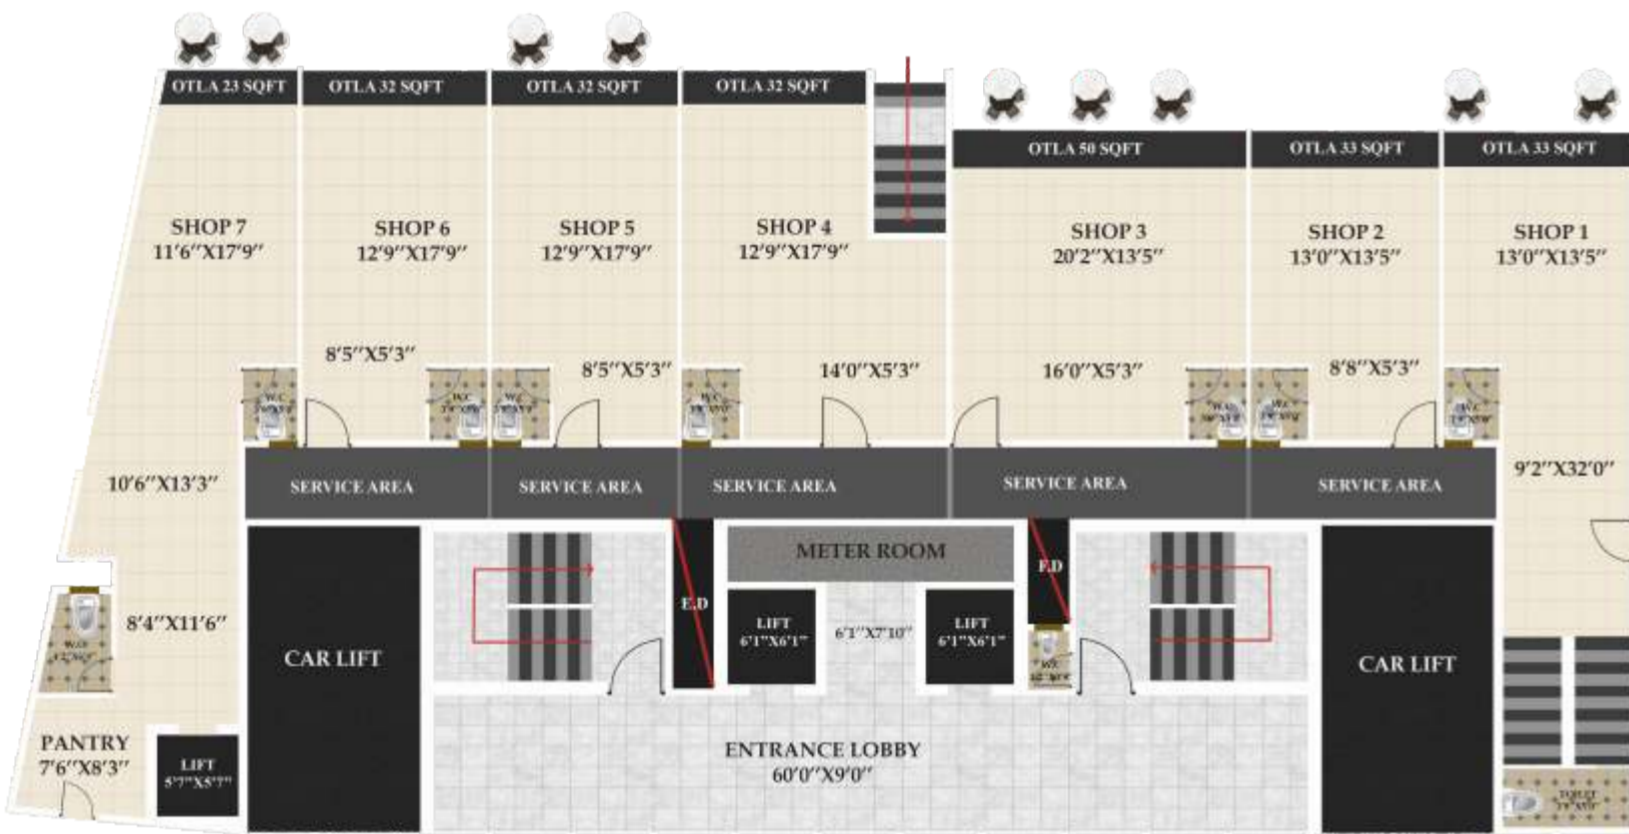 OTLA 23 SQFT
OTLA 32 SQFT
OTLA 32 SQFT
OTLA 32 SQFT
OTLA 50 SQFT
OTLA 33 SQFT
OTLA 33 SQFT
SHOP 7
11'6"X17'9"
SHOP 6
12'9"X17'9"
SHOP 5
12'9"X17'9"
SHOP 4
12'9"X17'9"
SHOP 3
20'2"X13'5"
SHOP 2
13'0"X13'5"
SHOP 1
13'0"X13'5"
8'5"X5'3"
8'5"X5'3"
14'0"X5'3"
16'0"X5'3"
8'8"X5'3"
W.C
W.C
W.C
W.C
W.C
W.C
W.C
10'6"X13'3"
SERVICE AREA
SERVICE AREA
SERVICE AREA
SERVICE AREA
SERVICE AREA
9'2"X32'0"
METER ROOM
E.D
F.D
8'4"X11'6"
W.C
CAR LIFT
LIFT
6'1"X6'1"
6'1"X7'10"
LIFT
6'1"X6'1"
W.C
CAR LIFT
PANTRY
7'6"X8'3"
LIFT
5'7"X5'7"
ENTRANCE LOBBY
60'0"X9'0"
TOILET